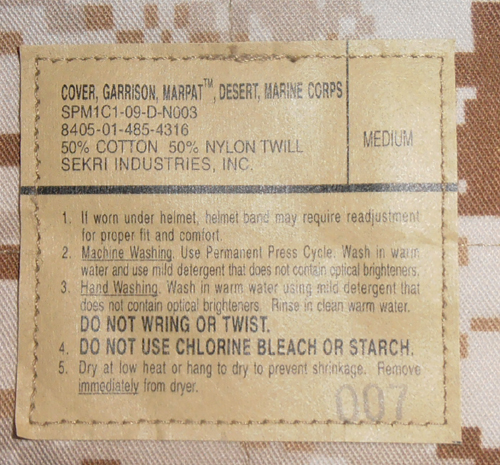 COVER, GARRISON, MARPAT™, DESERT, MARINE CORPS
SPM1C1-09-D-N003
8405-01-485-4316
50% COTTON 50% NYLON TWILL
SEKRI INDUSTRIES, INC.
MEDIUM
1. If worn under helmet, helmet band may require readjustment
for proper fit and comfort.
2. Machine Washing. Use Permanent Press Cycle. Wash in warm
water and use mild detergent that does not contain optical brighteners.
3. Hand Washing. Wash in warm water using mild detergent that
does not contain optical brighteners. Rinse in clean warm water.
DO NOT WRING OR TWIST.
4. DO NOT USE CHLORINE BLEACH OR STARCH.
5. Dry at low heat or hang to dry to prevent shrinkage. Remove
immediately from dryer.
007